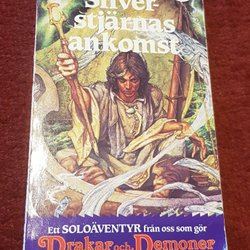 Silver-
stjärnas
ankomst
Ett SOLOÄVENTYR från oss som gör
Drakar och Demoner